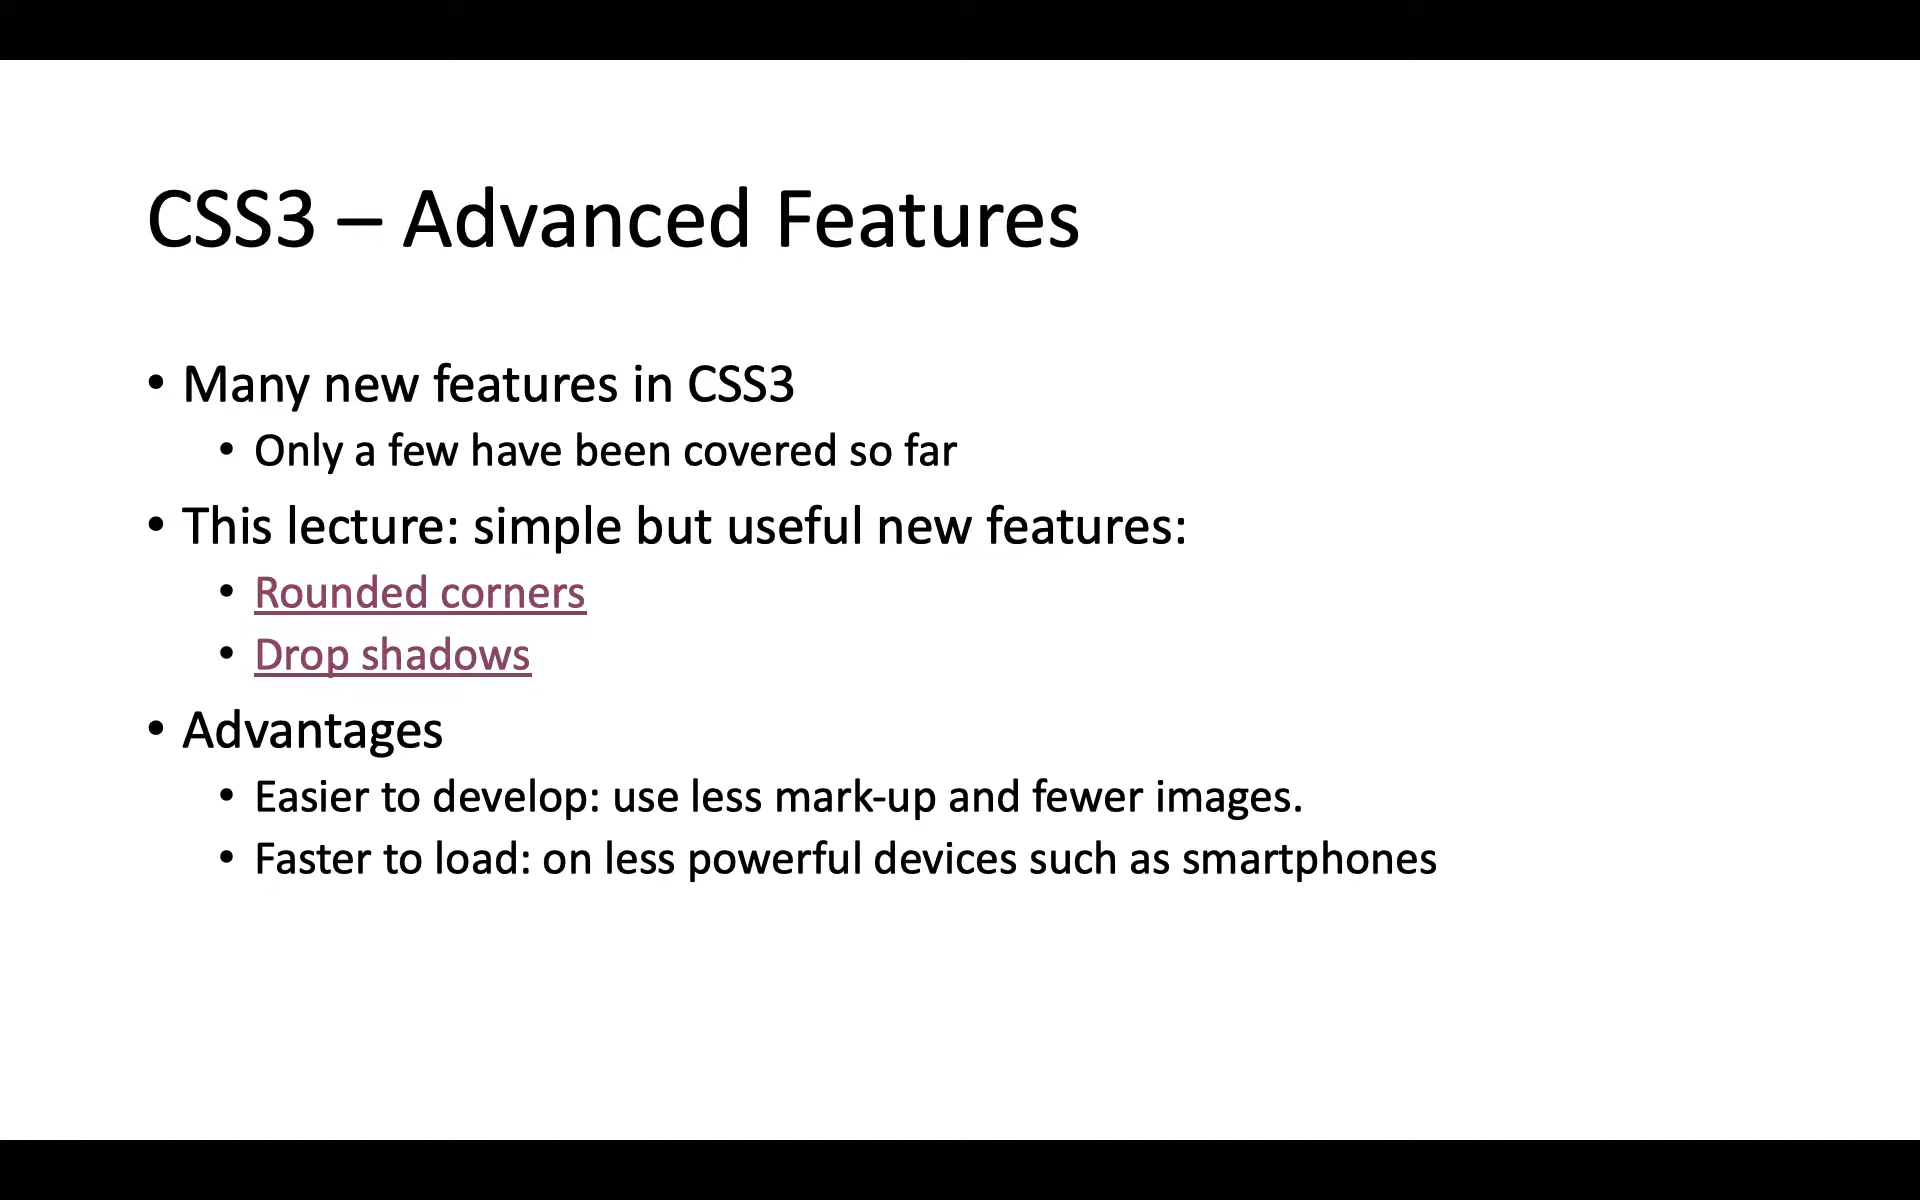 CSS3 – Advanced Features
• Many new features in CSS3
• Only a few have been covered so far
• This lecture: simple but useful new features:
• Rounded corners
• Drop shadows
• Advantages
• Easier to develop: use less mark-up and fewer images.
• Faster to load: on less powerful devices such as smartphones